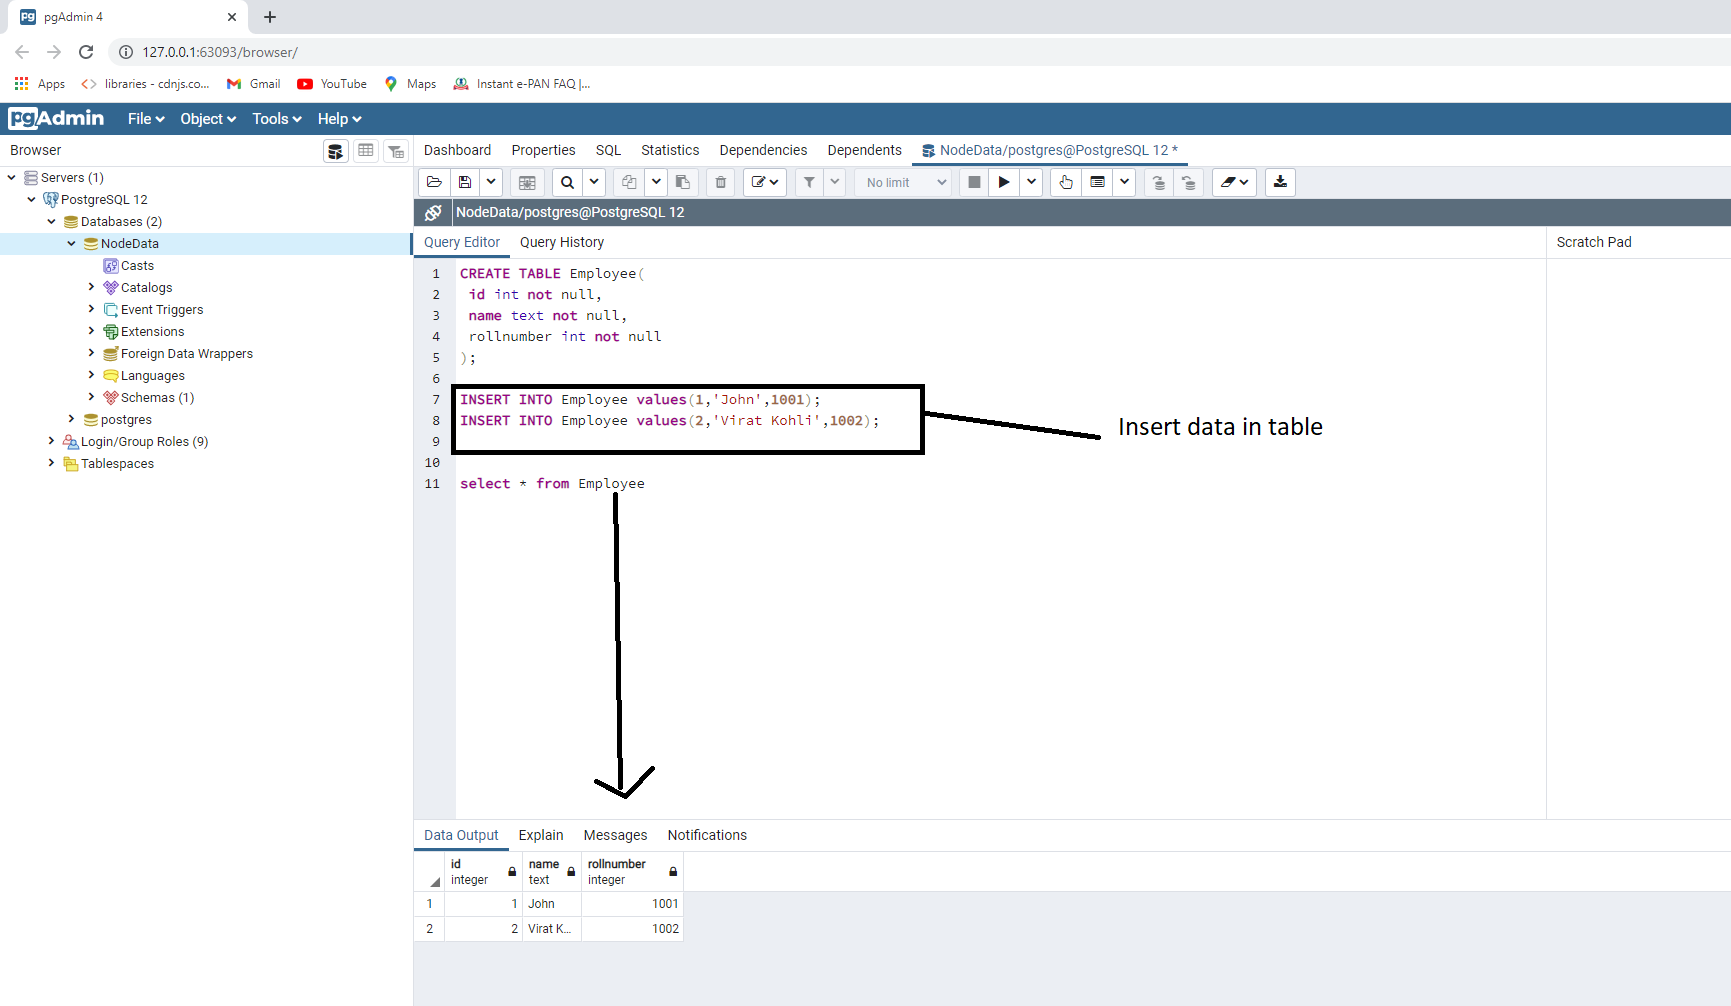 pgAdmin 4
127.0.0.1:63093/browser/
Apps libraries - cdnjs.co... Gmail YouTube Maps Instant e-PAN FAQ |...
pgAdmin File Object Tools Help
Browser
Servers (1)
PostgreSQL 12
Databases (2)
NodeData
Casts
Catalogs
Event Triggers
Extensions
Foreign Data Wrappers
Languages
Schemas (1)
postgres
Login/Group Roles (9)
Tablespaces
Dashboard Properties SQL Statistics Dependencies Dependents NodeData/postgres@PostgreSQL 12 *
No limit
NodeData/postgres@PostgreSQL 12
Query Editor Query History
Scratch Pad
1 CREATE TABLE Employee(
2 id int not null,
3 name text not null,
4 rollnumber int not null
5 );
6
7 INSERT INTO Employee values(1,'John',1001);
8 INSERT INTO Employee values(2,'Virat Kohli',1002);
9
10
11 select * from Employee
Insert data in table
Data Output Explain Messages Notifications
id name rollnumber
integer text integer
1 1 John 1001
2 2 Virat K... 1002